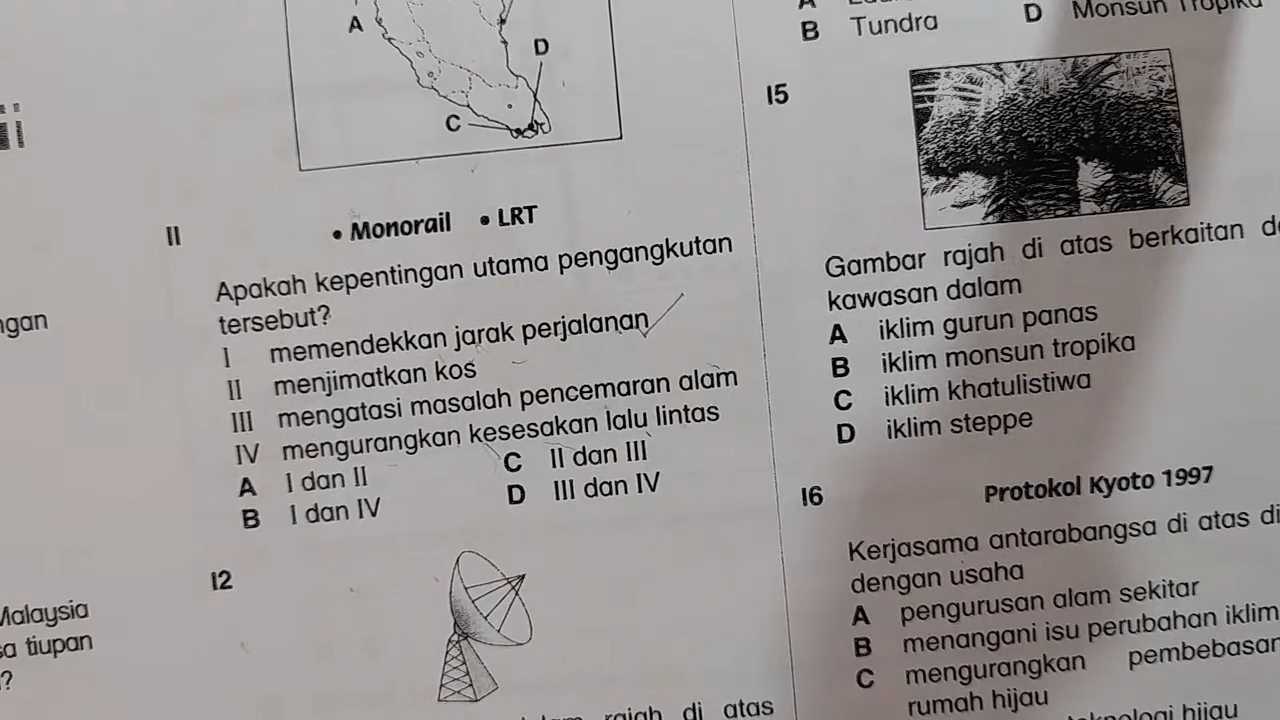 A
D
C
ngan
Malaysia
sa tiupan
?
11
• Monorail • LRT
Apakah kepentingan utama pengangkutan
tersebut?
I memendekkan jarak perjalanan
II menjimatkan kos
III mengatasi masalah pencemaran alam
IV mengurangkan kesesakan lalu lintas
A I dan II C II dan III
B I dan IV D III dan IV
12
rajah di atas
B Tundra D Monsun Tropika
15
Gambar rajah di atas berkaitan
kawasan dalam
A iklim gurun panas
B iklim monsun tropika
C iklim khatulistiwa
D iklim steppe
16 Protokol Kyoto 1997
Kerjasama antarabangsa di atas di
dengan usaha
A pengurusan alam sekitar
B menangani isu perubahan iklim
C mengurangkan pembebasan
rumah hijau
teknologi hijau